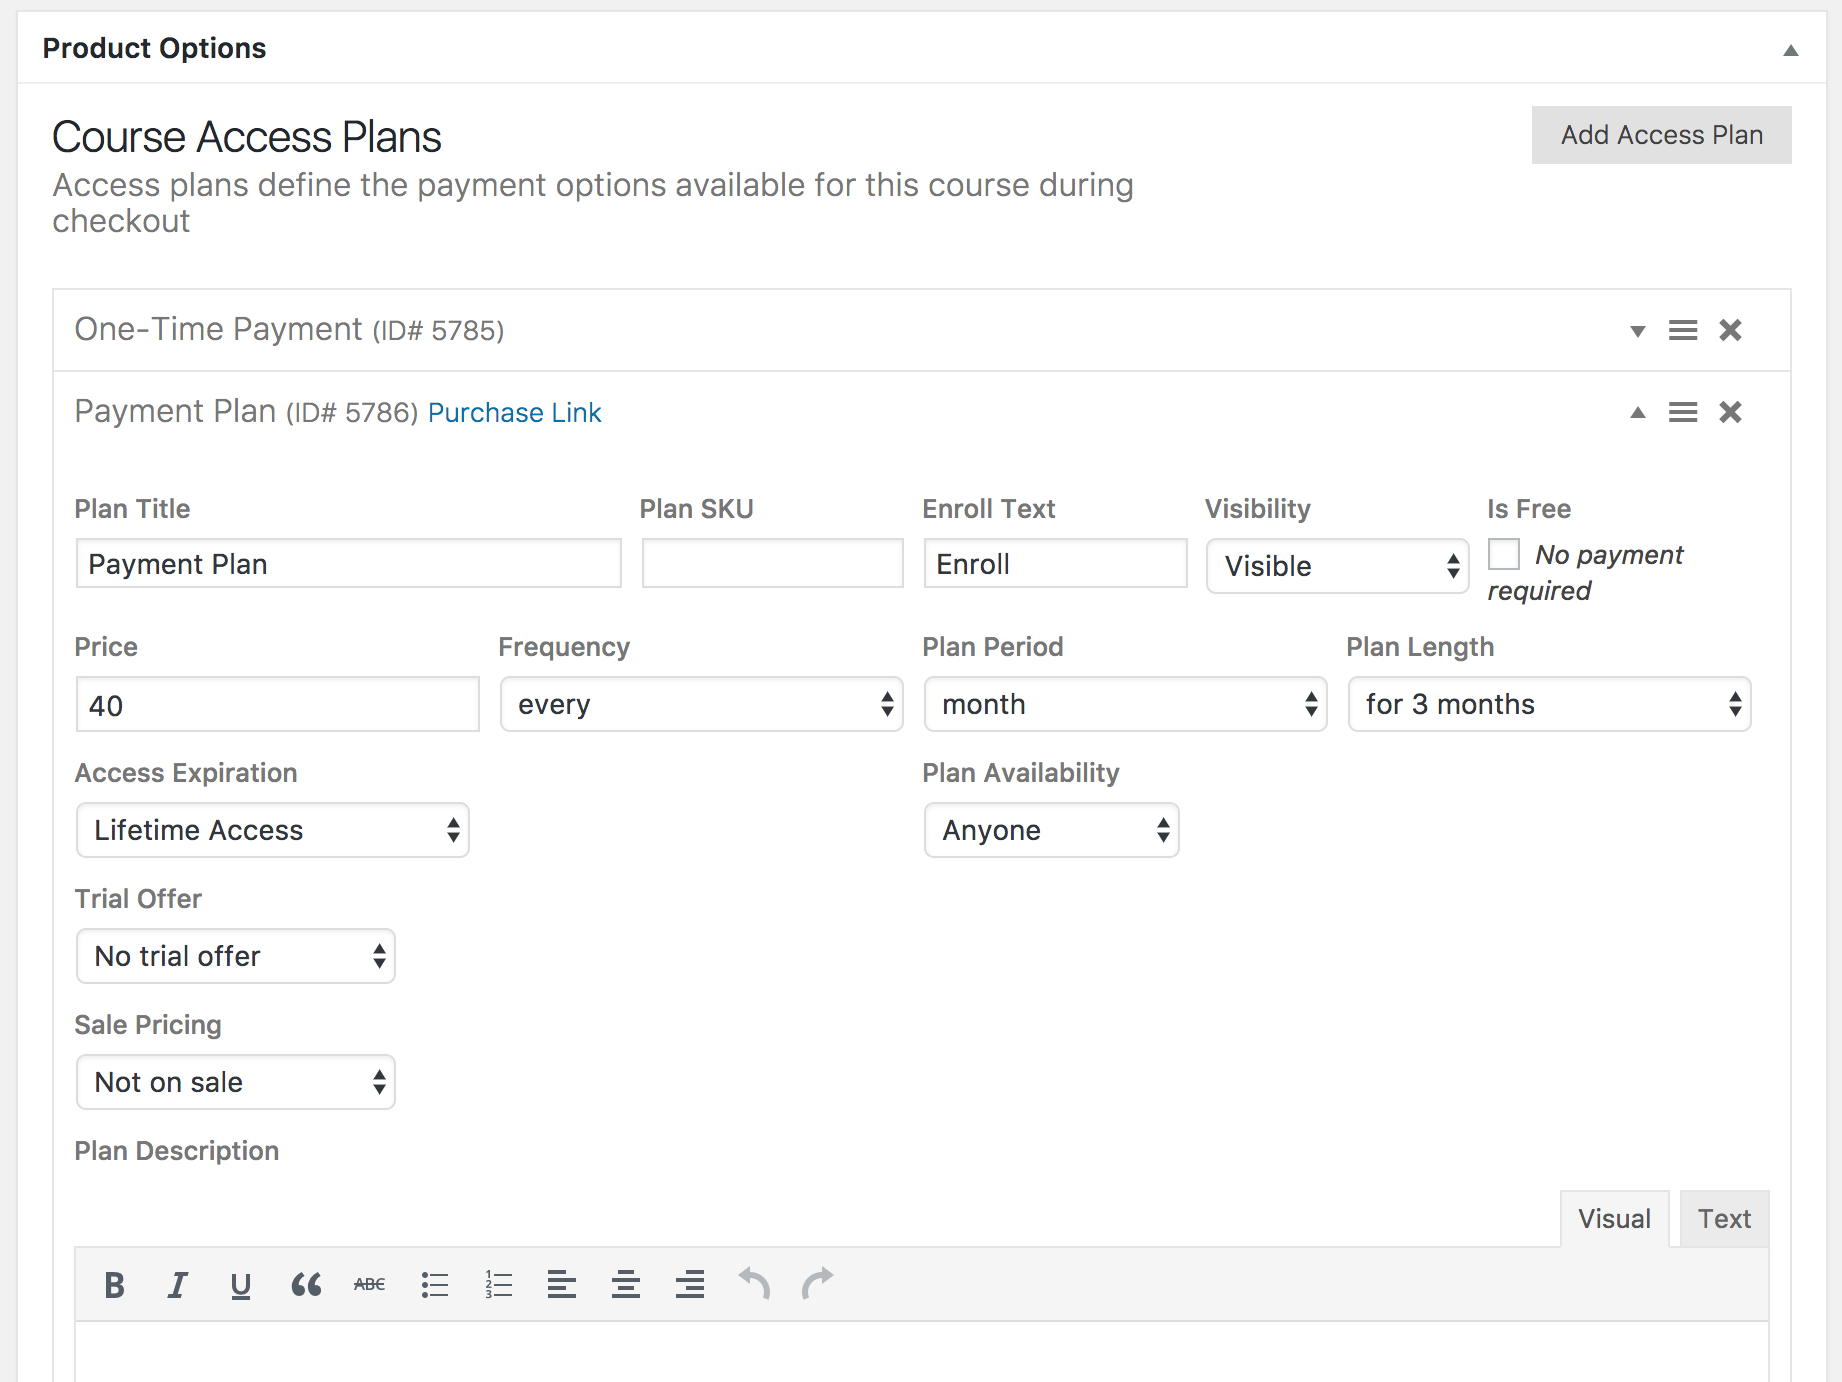 Product Options
Course Access Plans
Add Access Plan
Access plans define the payment options available for this course during
checkout
One-Time Payment (ID# 5785)
Payment Plan (ID# 5786) Purchase Link
Plan Title Plan SKU Enroll Text Visibility Is Free
Payment Plan Enroll Visible No payment
required
Price Frequency Plan Period Plan Length
40 every month for 3 months
Access Expiration Plan Availability
Lifetime Access Anyone
Trial Offer
No trial offer
Sale Pricing
Not on sale
Plan Description
Visual Text
B I U ABC